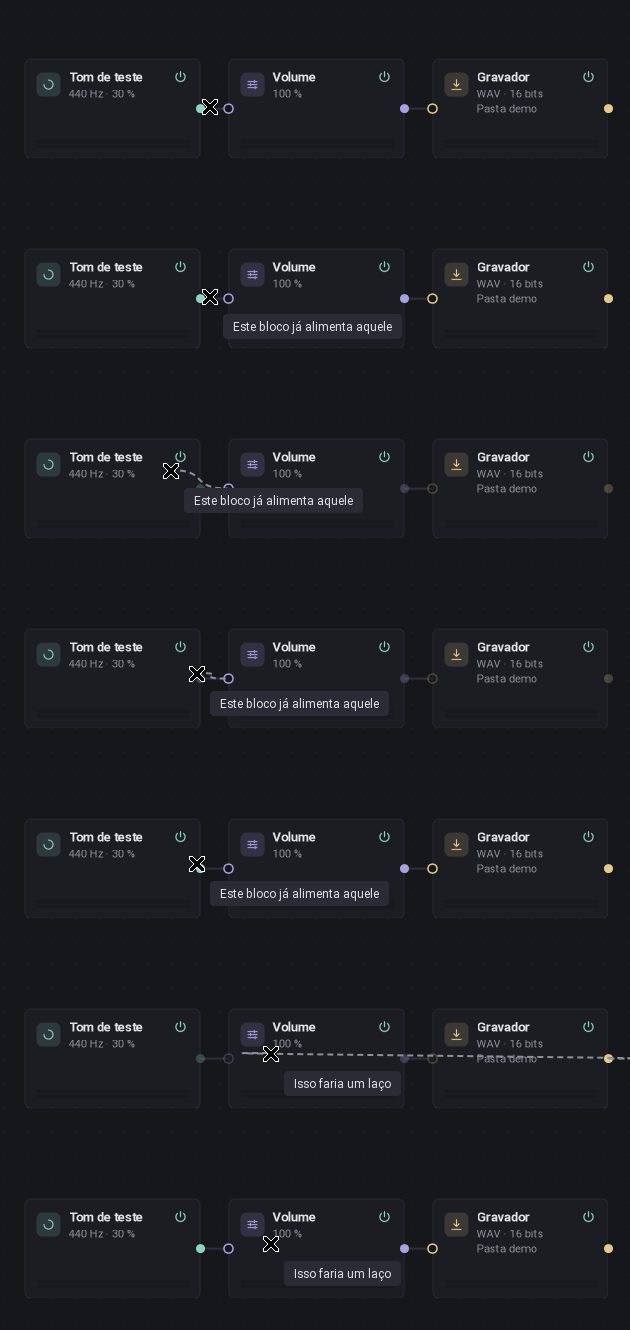 Tom de teste
440 Hz · 30 %
Volume
100 %
Gravador
WAV · 16 bits
Pasta demo
Tom de teste
440 Hz · 30 %
Volume
100 %
Gravador
WAV · 16 bits
Pasta demo
Este bloco já alimenta aquele
Tom de teste
440 Hz · 30 %
Volume
100 %
Gravador
WAV · 16 bits
Pasta demo
Este bloco já alimenta aquele
Tom de teste
440 Hz · 30 %
Volume
100 %
Gravador
WAV · 16 bits
Pasta demo
Este bloco já alimenta aquele
Tom de teste
440 Hz · 30 %
Volume
100 %
Gravador
WAV · 16 bits
Pasta demo
Este bloco já alimenta aquele
Tom de teste
440 Hz · 30 %
Volume
100 %
Gravador
WAV · 16 bits
Pasta demo
Isso faria um laço
Tom de teste
440 Hz · 30 %
Volume
100 %
Gravador
WAV · 16 bits
Pasta demo
Isso faria um laço